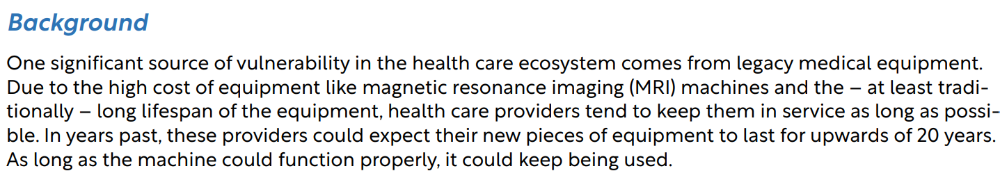 Background
One significant source of vulnerability in the health care ecosystem comes from legacy medical equipment.
Due to the high cost of equipment like magnetic resonance imaging (MRI) machines and the – at least tradi-
tionally – long lifespan of the equipment, health care providers tend to keep them in service as long as possi-
ble. In years past, these providers could expect their new pieces of equipment to last for upwards of 20 years.
As long as the machine could function properly, it could keep being used.